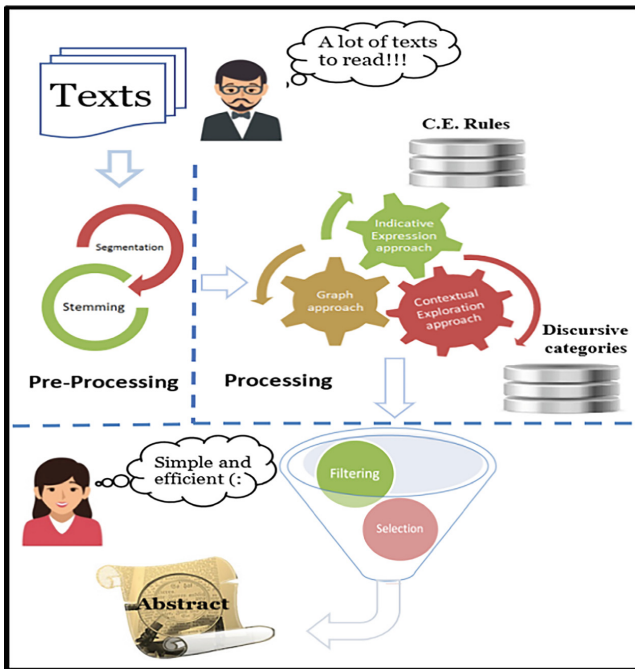 A lot of texts
to read!!!
Texts
C.E. Rules
Segmentation
Stemming
Indicative
Expression
approach
Graph
approach
Contextual
Exploration
approach
Discursive
categories
Pre-Processing
Processing
Simple and
efficient (:
Filtering
Selection
Abstract